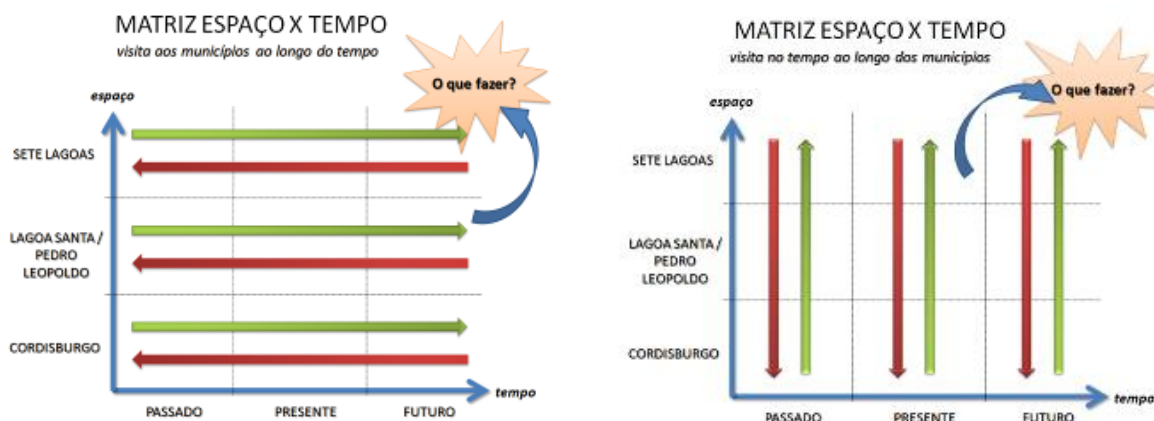 MATRIZ ESPAÇO X TEMPO
visita aos municípios ao longo do tempo
O que fazer?
espaço
SETE LAGOAS
LAGOA SANTA /
PEDRO
LEOPOLDO
CORDISBURGO
tempo
PASSADO
PRESENTE
FUTURO
MATRIZ ESPAÇO X TEMPO
visita no tempo ao longo dos municípios
O que fazer?
espaço
SETE LAGOAS
LAGOA SANTA /
PEDRO
LEOPOLDO
CORDISBURGO
tempo
PASSADO
PRESENTE
FUTURO